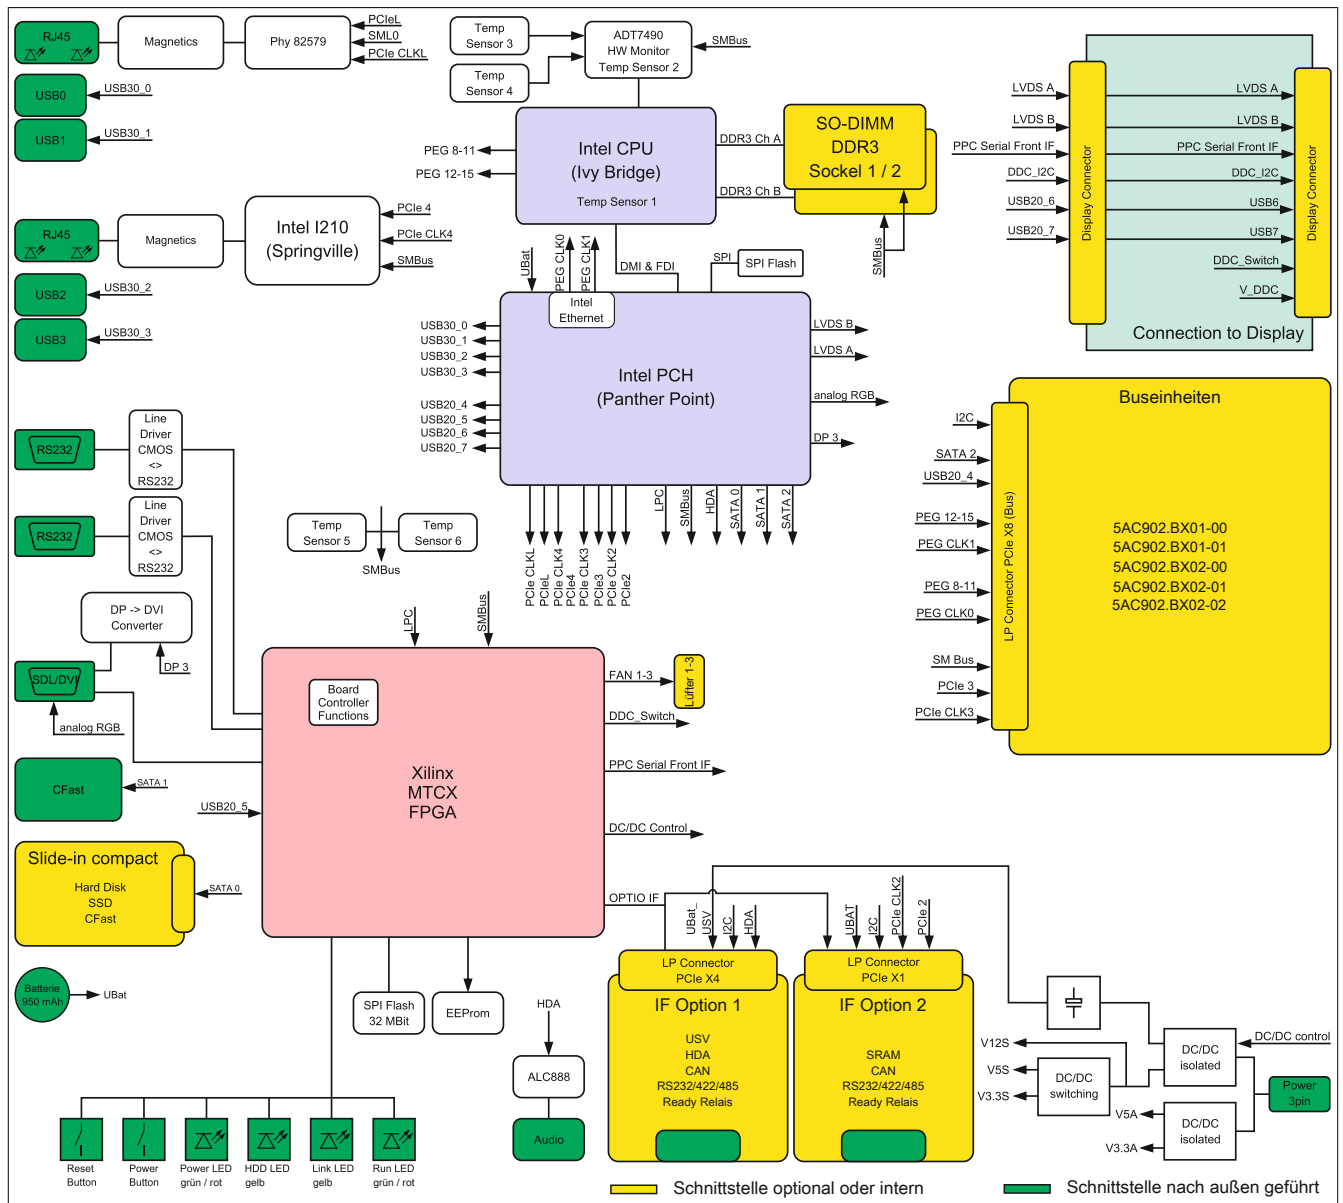 RJ45
Magnetics
Phy 82579
PCIeL
SML0
PCIe CLKL
USB0
USB30_0
USB1
USB30_1
Temp
Sensor 3
Temp
Sensor 4
ADT7490
HW Monitor
Temp Sensor 2
SMBus
Intel CPU
(Ivy Bridge)
Temp Sensor 1
PEG 8-11
PEG 12-15
DDR3 Ch A
DDR3 Ch B
SO-DIMM
DDR3
Sockel 1 / 2
SMBus
LVDS A
LVDS B
PPC Serial Front IF
DDC_I2C
USB20_6
USB20_7
Display Connector
LVDS A
LVDS B
PPC Serial Front IF
DDC_I2C
USB6
USB7
DDC_Switch
V_DDC
Display Connector
Connection to Display
RJ45
Magnetics
Intel I210
(Springville)
PCIe 4
PCIe CLK4
SMBus
USB2
USB30_2
USB3
USB30_3
UBat
PEG CLK0
PEG CLK1
DMI & FDI
SPI
SPI Flash
Intel
Ethernet
Intel PCH
(Panther Point)
USB30_0
USB30_1
USB30_2
USB30_3
USB20_4
USB20_5
USB20_6
USB20_7
LVDS B
LVDS A
analog RGB
DP 3
PCIe CLKL
PCIeL
PCIe CLK4
PCIe4
PCIe CLK3
PCIe3
PCIe CLK2
PCIe2
LPC
SMBus
HDA
SATA 0
SATA 1
SATA 2
Buseinheiten
LP Connector PCIe X8 (Bus)
I2C
SATA 2
USB20_4
PEG 12-15
PEG CLK1
PEG 8-11
PEG CLK0
SM Bus
PCIe 3
PCIe CLK3
5AC902.BX01-00
5AC902.BX01-01
5AC902.BX02-00
5AC902.BX02-01
5AC902.BX02-02
RS232
Line
Driver
CMOS
<>
RS232
RS232
Line
Driver
CMOS
<>
RS232
Temp
Sensor 5
Temp
Sensor 6
SMBus
DP -> DVI
Converter
DP 3
SDL/DVI
analog RGB
CFast
SATA 1
USB20_5
Slide-in compact
Hard Disk
SSD
CFast
SATA 0
Batterie
950 mAh
UBat
LPC
SMBus
Board
Controller
Functions
Xilinx
MTCX
FPGA
FAN 1-3
Lüfter 1-3
DDC_Switch
PPC Serial Front IF
DC/DC Control
OPTIO IF
SPI Flash
32 MBit
EEProm
HDA
ALC888
Audio
UBat_
USV
I2C
HDA
LP Connector
PCIe X4
IF Option 1
USV
HDA
CAN
RS232/422/485
Ready Relais
UBAT
I2C
PCIe CLK2
PCIe 2
LP Connector
PCIe X1
IF Option 2
SRAM
CAN
RS232/422/485
Ready Relais
V12S
V5S
V3.3S
DC/DC
switching
DC/DC
isolated
DC/DC control
V5A
V3.3A
DC/DC
isolated
Power
3pin
Reset
Button
Power
Button
Power LED
grün / rot
HDD LED
gelb
Link LED
gelb
Run LED
grün / rot
Schnittstelle optional oder intern
Schnittstelle nach außen geführt